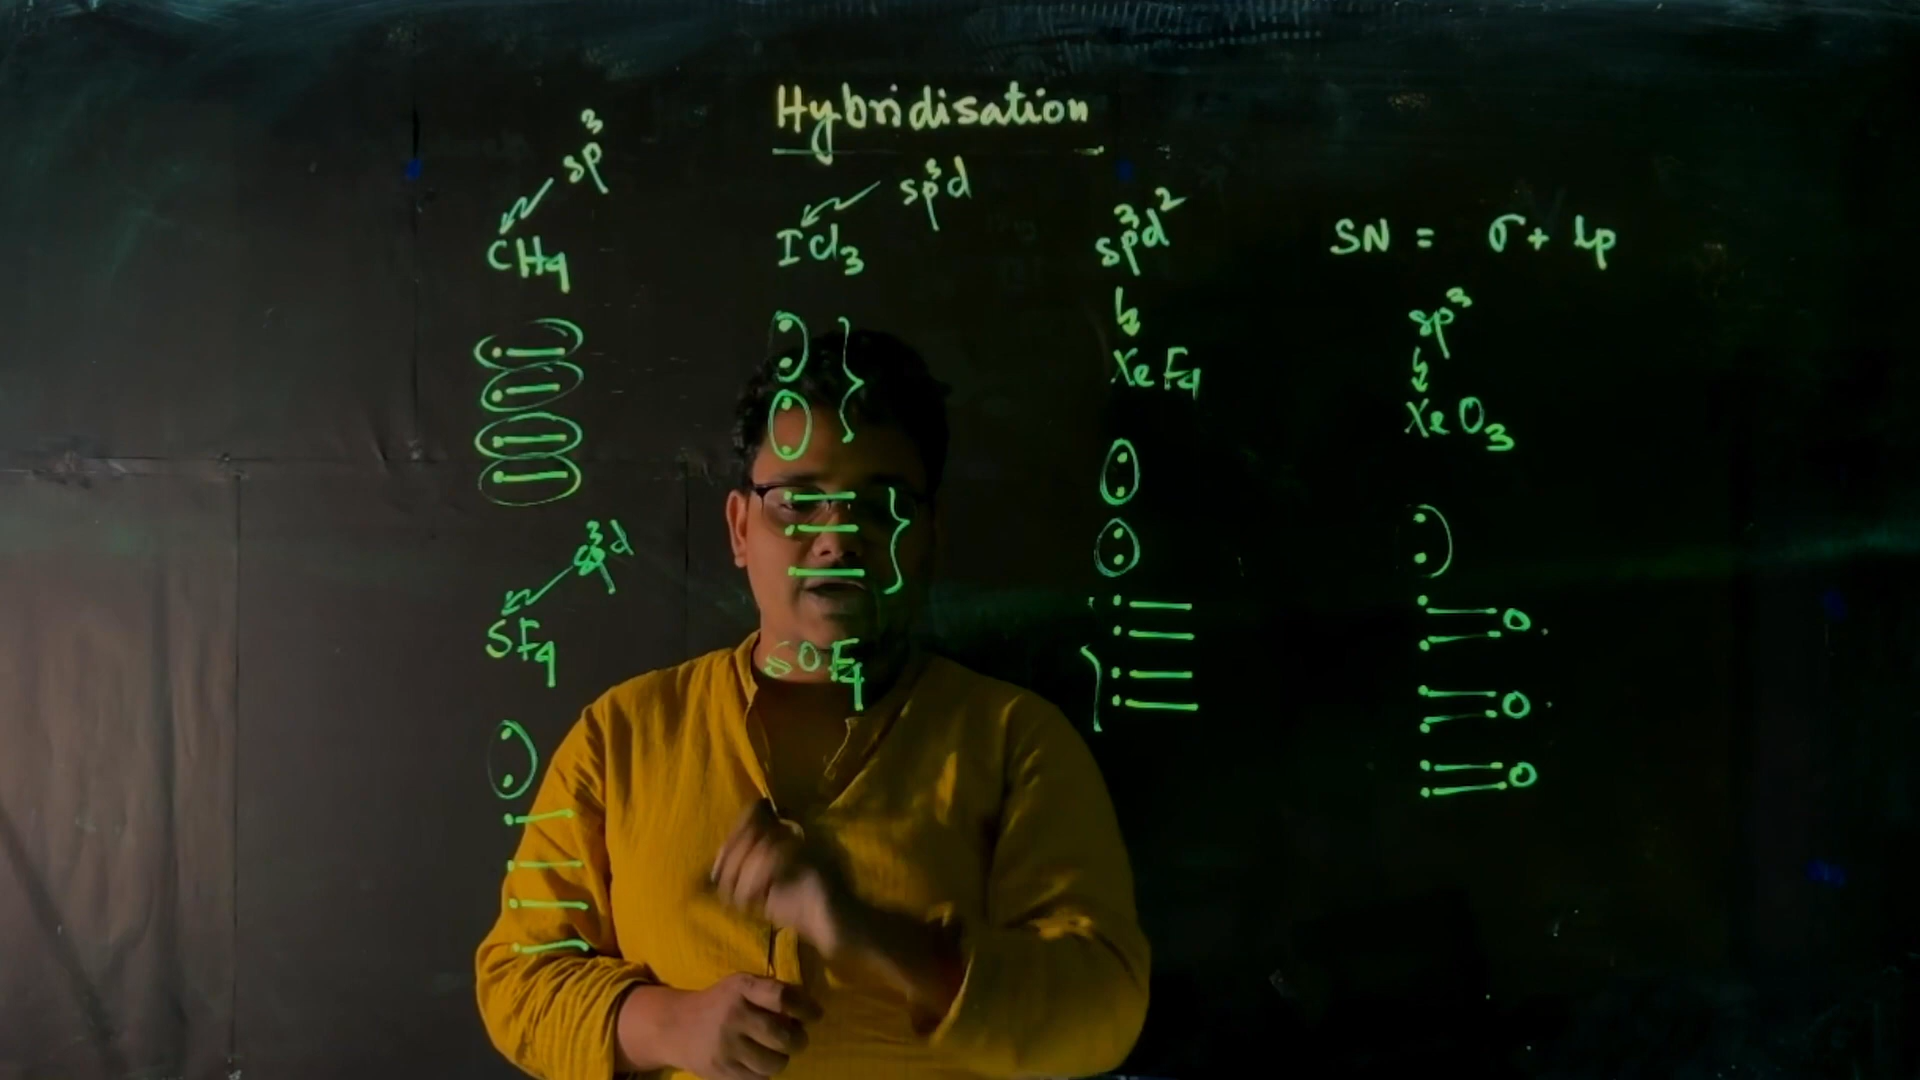 Hybridisation
sp³
CH₄
sp³d
ICl₃
sp³d²
XeF₄
SN = σ + lp
sp³
XeO₃
O
O
O
sp³d
SF₄
SOF₄